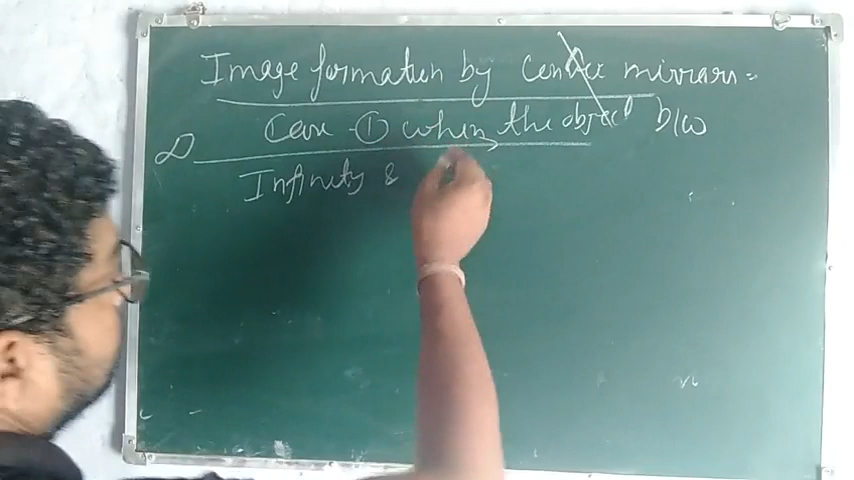 Image formation by Convex mirrors =
Case - ① when the object b/w
∞
Infinity &